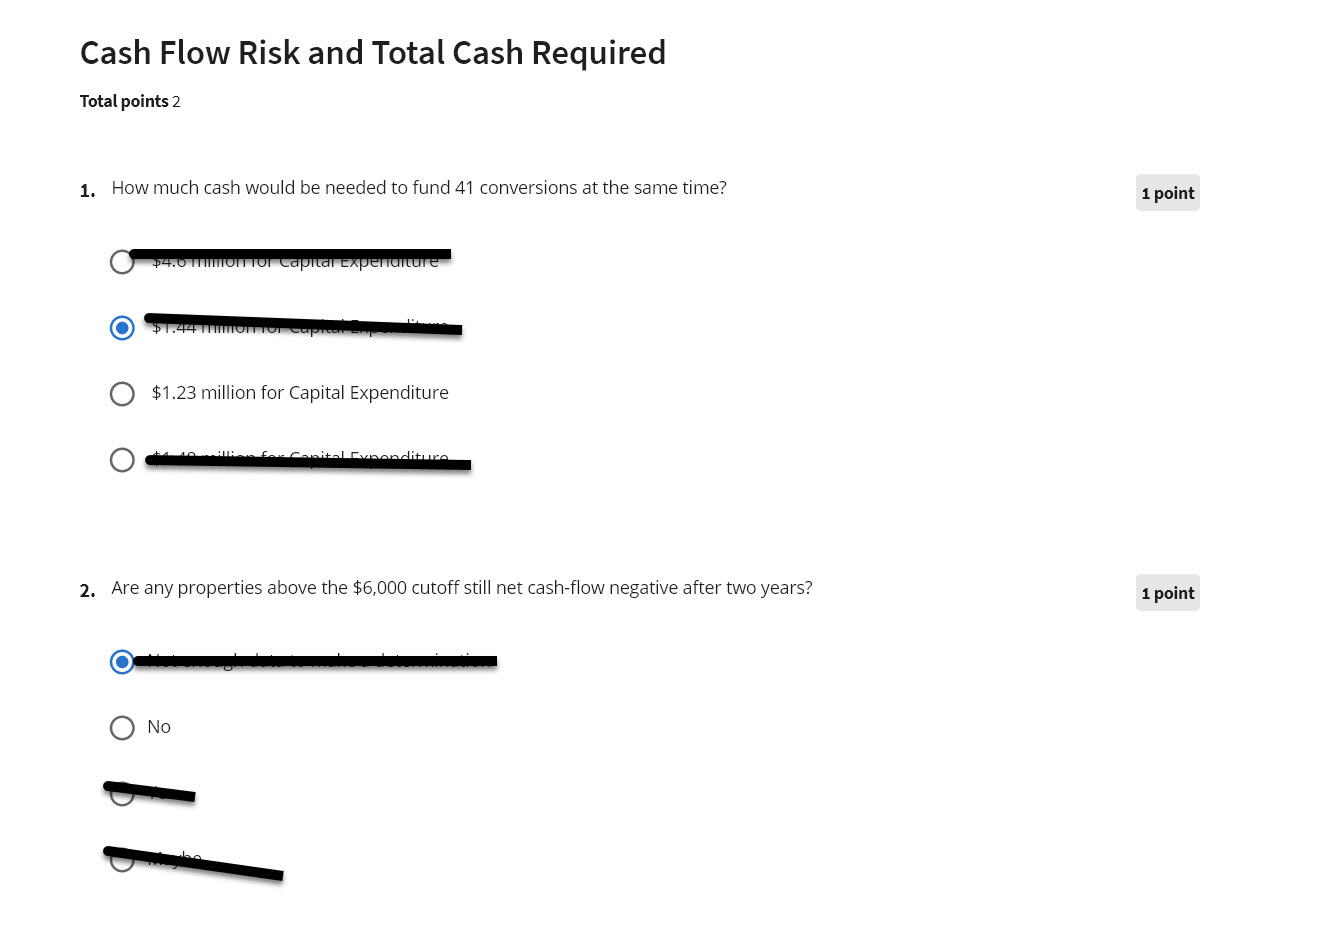 Cash Flow Risk and Total Cash Required
Total points 2
1. How much cash would be needed to fund 41 conversions at the same time?
1 point
$4.6 million for Capital Expenditure
$1.44 million for Capital Expenditure
$1.23 million for Capital Expenditure
million for Capital Expenditure
2. Are any properties above the $6,000 cutoff still net cash-flow negative after two years?
1 point
Not enough data to make a determination
No
Maybe